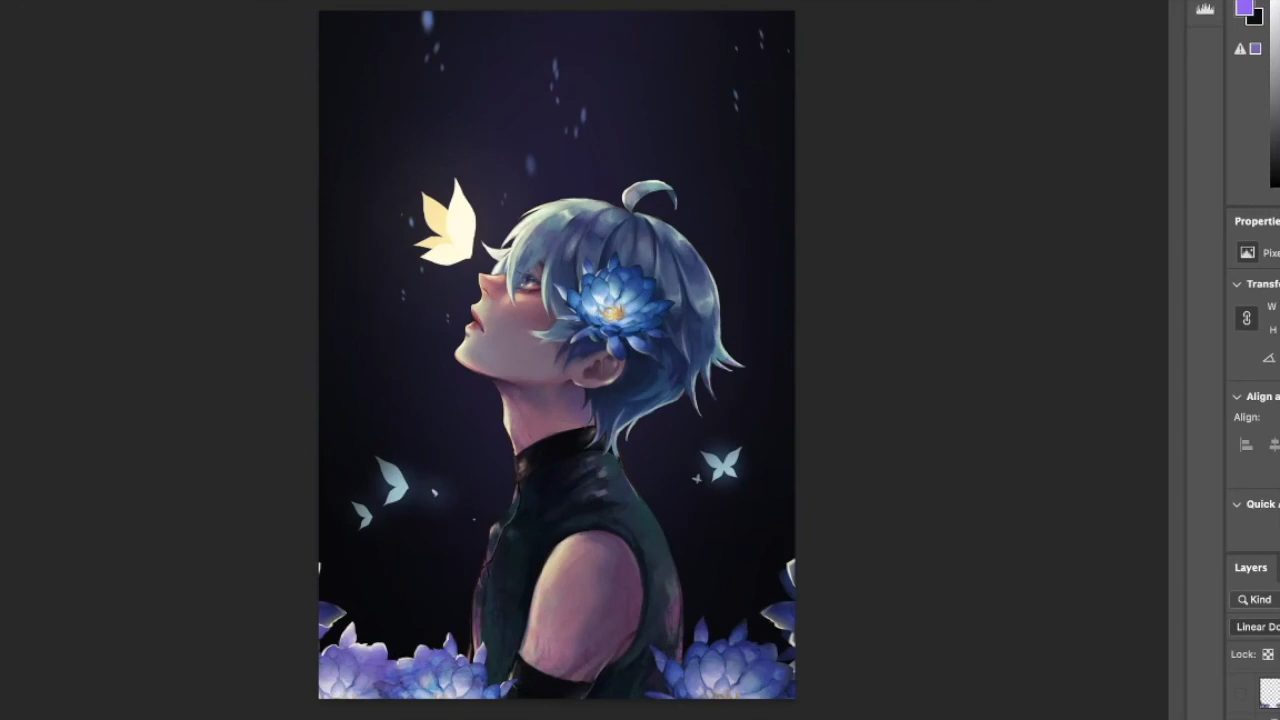 Propertie
Pixe
Transfo
W
H
Align a
Align:
Quick
Layers
Kind
Linear Do
Lock: